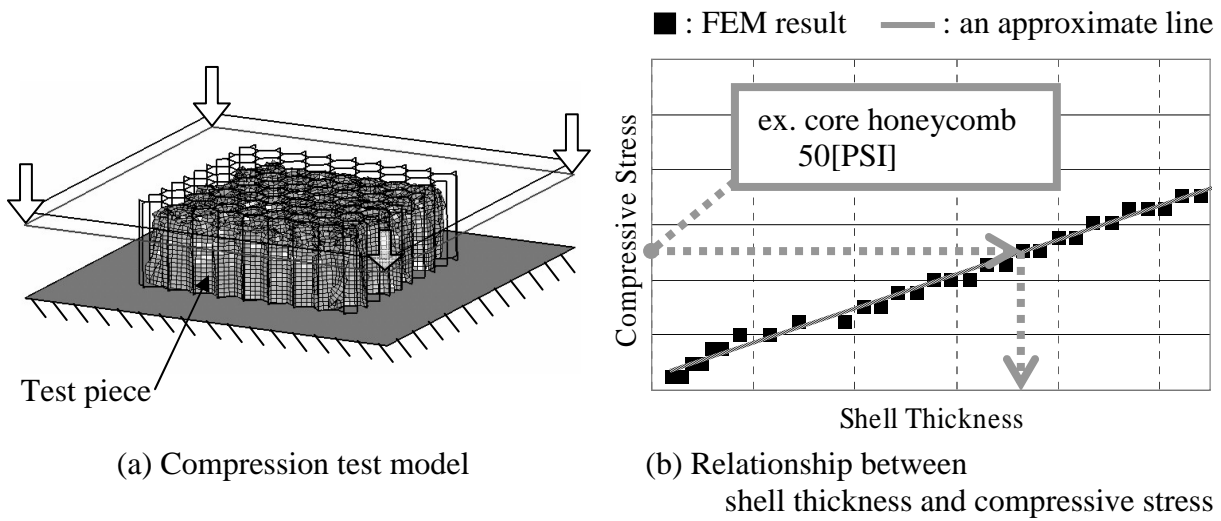 ■ : FEM result — : an approximate line
ex. core honeycomb
50[PSI]
Compressive Stress
Shell Thickness
Test piece
(a) Compression test model
(b) Relationship between
shell thickness and compressive stress